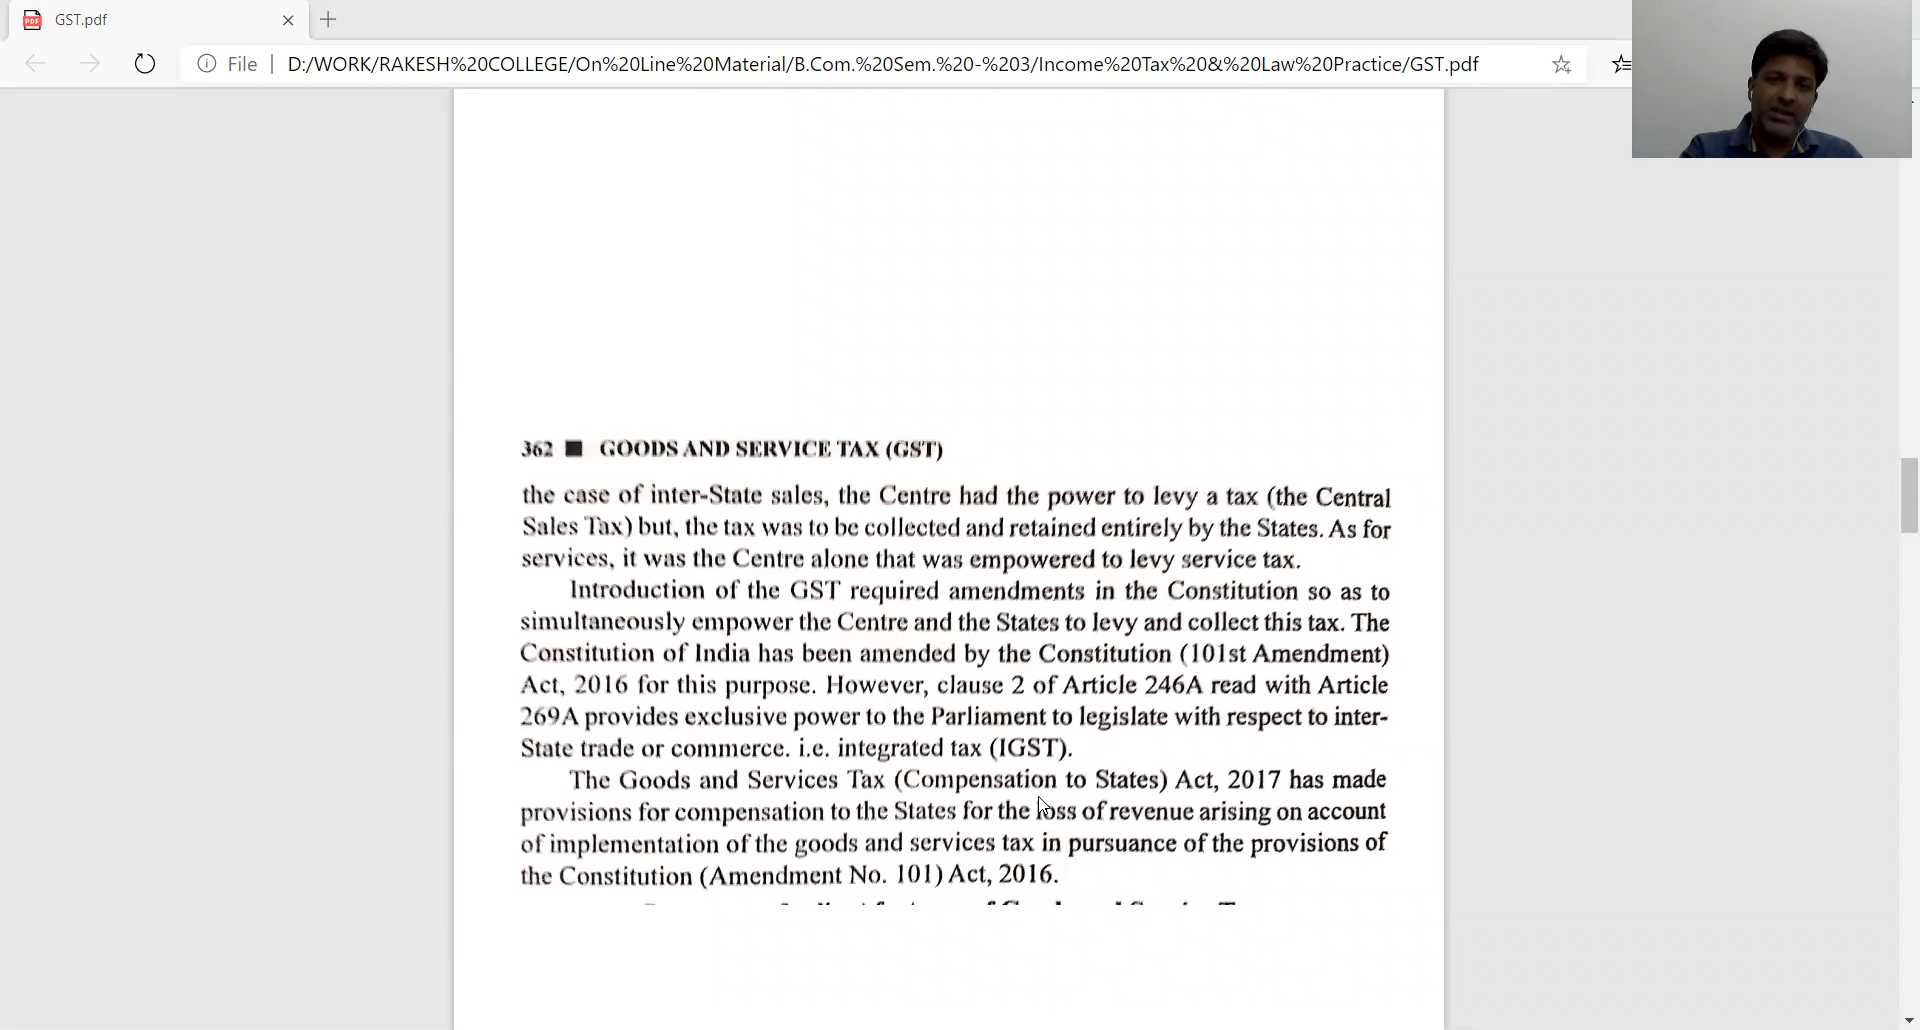 GST.pdf
File | D:/WORK/RAKESH%20COLLEGE/On%20Line%20Material/B.Com.%20Sem.%20-%203/Income%20Tax%20&%20Law%20Practice/GST.pdf
362 ■ GOODS AND SERVICE TAX (GST)
the case of inter-State sales, the Centre had the power to levy a tax (the Central
Sales Tax) but, the tax was to be collected and retained entirely by the States. As for
services, it was the Centre alone that was empowered to levy service tax.
Introduction of the GST required amendments in the Constitution so as to
simultaneously empower the Centre and the States to levy and collect this tax. The
Constitution of India has been amended by the Constitution (101st Amendment)
Act, 2016 for this purpose. However, clause 2 of Article 246A read with Article
269A provides exclusive power to the Parliament to legislate with respect to inter-
State trade or commerce. i.e. integrated tax (IGST).
The Goods and Services Tax (Compensation to States) Act, 2017 has made
provisions for compensation to the States for the loss of revenue arising on account
of implementation of the goods and services tax in pursuance of the provisions of
the Constitution (Amendment No. 101) Act, 2016.